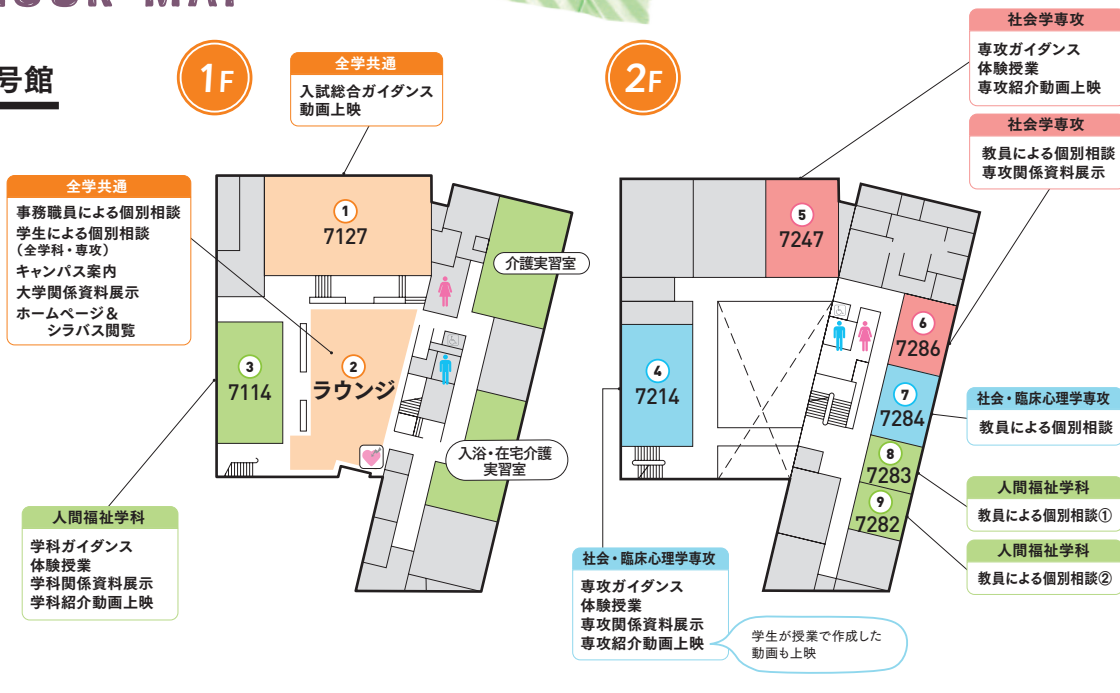 号館
1F
全学共通
入試総合ガイダンス
動画上映
全学共通
事務職員による個別相談
学生による個別相談
（全学科・専攻）
キャンパス案内
大学関係資料展示
ホームページ＆
シラバス閲覧
1
7127
介護実習室
3
7114
2
ラウンジ
入浴・在宅介護
実習室
人間福祉学科
学科ガイダンス
体験授業
学科関係資料展示
学科紹介動画上映
2F
社会学専攻
専攻ガイダンス
体験授業
専攻紹介動画上映
社会学専攻
教員による個別相談
専攻関係資料展示
5
7247
6
7286
4
7214
7
7284
社会・臨床心理学専攻
教員による個別相談
8
7283
9
7282
人間福祉学科
教員による個別相談①
人間福祉学科
教員による個別相談②
社会・臨床心理学専攻
専攻ガイダンス
体験授業
専攻関係資料展示
専攻紹介動画上映
学生が授業で作成した
動画も上映